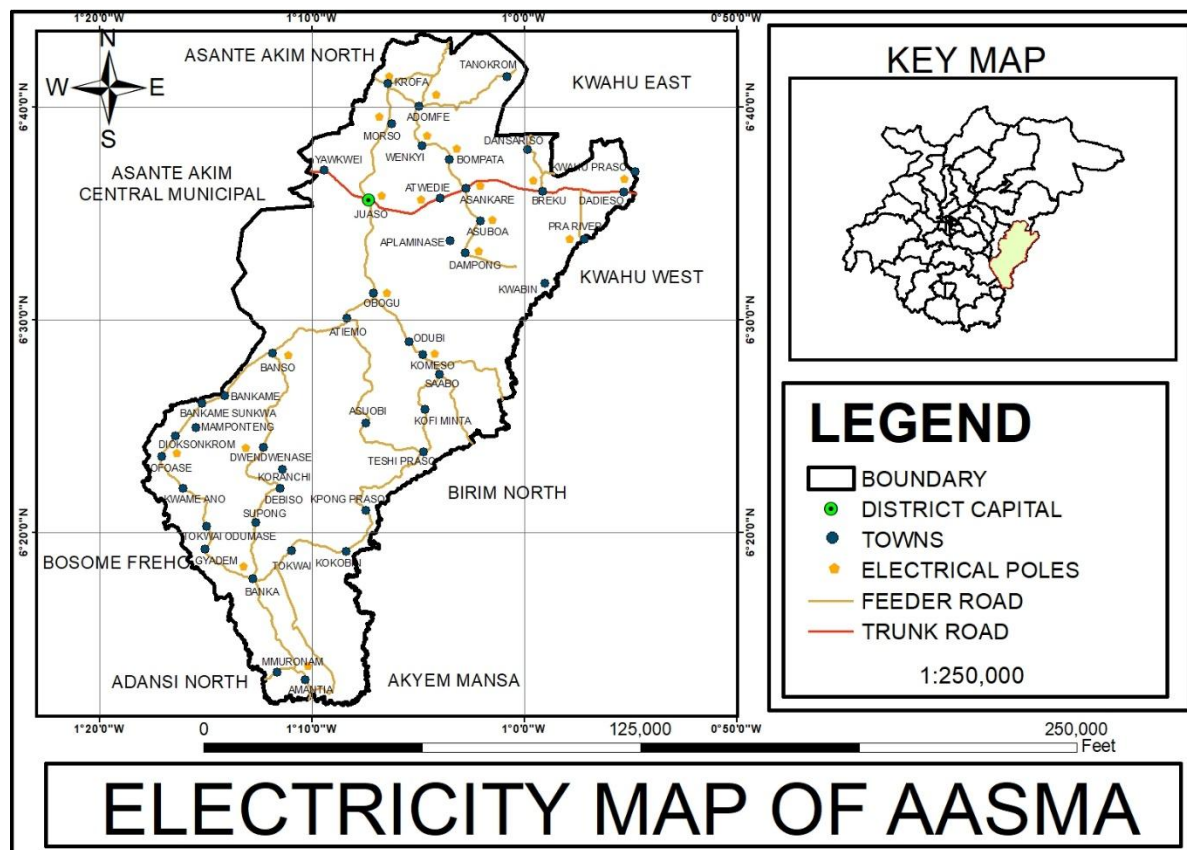 1°20'0"W
1°10'0"W
1°0'0"W
0°50'0"W
N
W
E
S
6°40'0"N
6°30'0"N
6°20'0"N
6°40'0"N
6°30'0"N
6°20'0"N
ASANTE AKIM NORTH
KWAHU EAST
ASANTE AKIM
CENTRAL MUNICIPAL
KWAHU WEST
BIRIM NORTH
BOSOME FREHO
ADANSI NORTH
AKYEM MANSA
TANOKROM
KROFA
ADOMFE
MORSO
WENKYI
BOMPATA
DANSARISO
KWAHU PRASO
YAWKWEI
JUASO
ATWEDIE
ASANKARE
BREKU
DADIESO
ASUBOA
PRA RIVER
APLAMINASE
DAMPONG
KWABIN
OBOGU
ATIEMO
ODUBI
KOMESO
SAABO
BANSO
BANKAME
BANKAME SUNKWA
MAMPONTENG
DIOKSONKROM
OFOASE
DWENDWENASE
KORANCHI
DEBISO
KWAME ANO
SUPONG
ASUOBI
KOFI MINTA
TESHI PRASO
KPONG PRASO
TOKWAI ODUMASE
GYADEM
TOKWAI
KOKOBIN
BANKA
MMURONAM
AMANTIA
1°20'0"W
1°10'0"W
1°0'0"W
0°50'0"W
0
125,000
250,000
Feet
KEY MAP
LEGEND
BOUNDARY
DISTRICT CAPITAL
TOWNS
ELECTRICAL POLES
FEEDER ROAD
TRUNK ROAD
1:250,000
ELECTRICITY MAP OF AASMA